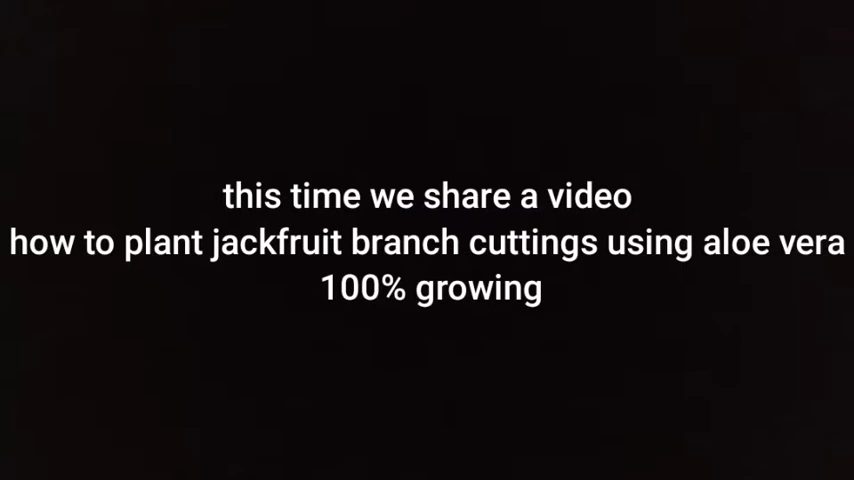 this time we share a video
how to plant jackfruit branch cuttings using aloe vera
100% growing